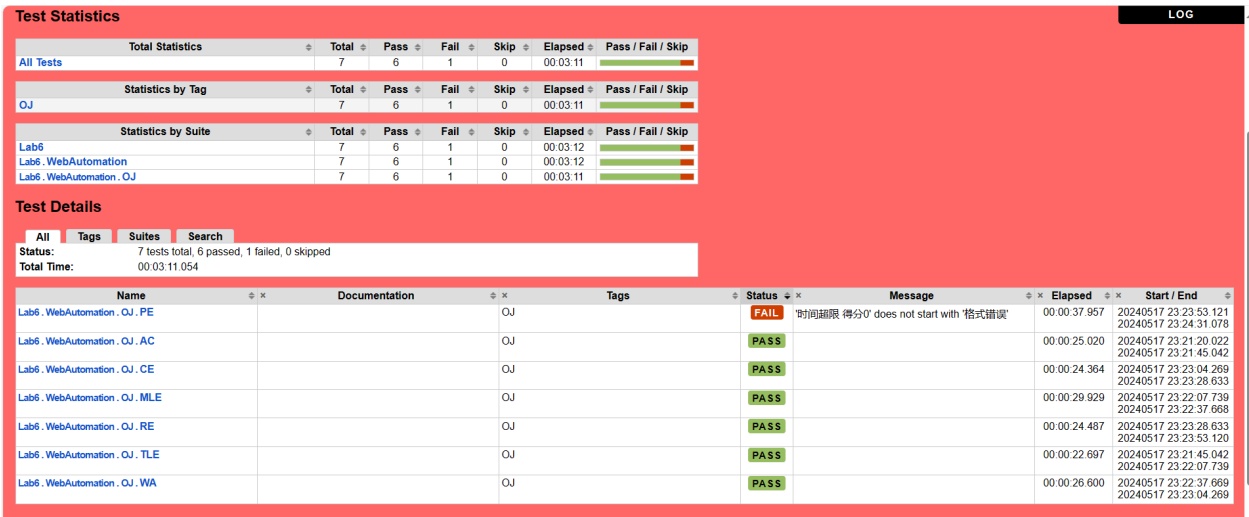 LOG
Test Statistics
Total Statistics Total Pass Fail Skip Elapsed Pass / Fail / Skip
All Tests 7 6 1 0 00:03:11
Statistics by Tag Total Pass Fail Skip Elapsed Pass / Fail / Skip
OJ 7 6 1 0 00:03:11
Statistics by Suite Total Pass Fail Skip Elapsed Pass / Fail / Skip
Lab6 7 6 1 0 00:03:12
Lab6 . WebAutomation 7 6 1 0 00:03:12
Lab6 . WebAutomation . OJ 7 6 1 0 00:03:11
Test Details
All Tags Suites Search
Status: 7 tests total, 6 passed, 1 failed, 0 skipped
Total Time: 00:03:11.054
Name × Documentation × Tags Status × Message × Elapsed × Start / End
Lab6 . WebAutomation . OJ . PE OJ FAIL '时间超限 得分0' does not start with '格式错误' 00:00:37.957 20240517 23:23:53.121
20240517 23:24:31.078
Lab6 . WebAutomation . OJ . AC OJ PASS 00:00:25.020 20240517 23:21:20.022
20240517 23:21:45.042
Lab6 . WebAutomation . OJ . CE OJ PASS 00:00:24.364 20240517 23:23:04.269
20240517 23:23:28.633
Lab6 . WebAutomation . OJ . MLE OJ PASS 00:00:29.929 20240517 23:22:07.739
20240517 23:22:37.668
Lab6 . WebAutomation . OJ . RE OJ PASS 00:00:24.487 20240517 23:23:28.633
20240517 23:23:53.120
Lab6 . WebAutomation . OJ . TLE OJ PASS 00:00:22.697 20240517 23:21:45.042
20240517 23:22:07.739
Lab6 . WebAutomation . OJ . WA OJ PASS 00:00:26.600 20240517 23:22:37.669
20240517 23:23:04.269